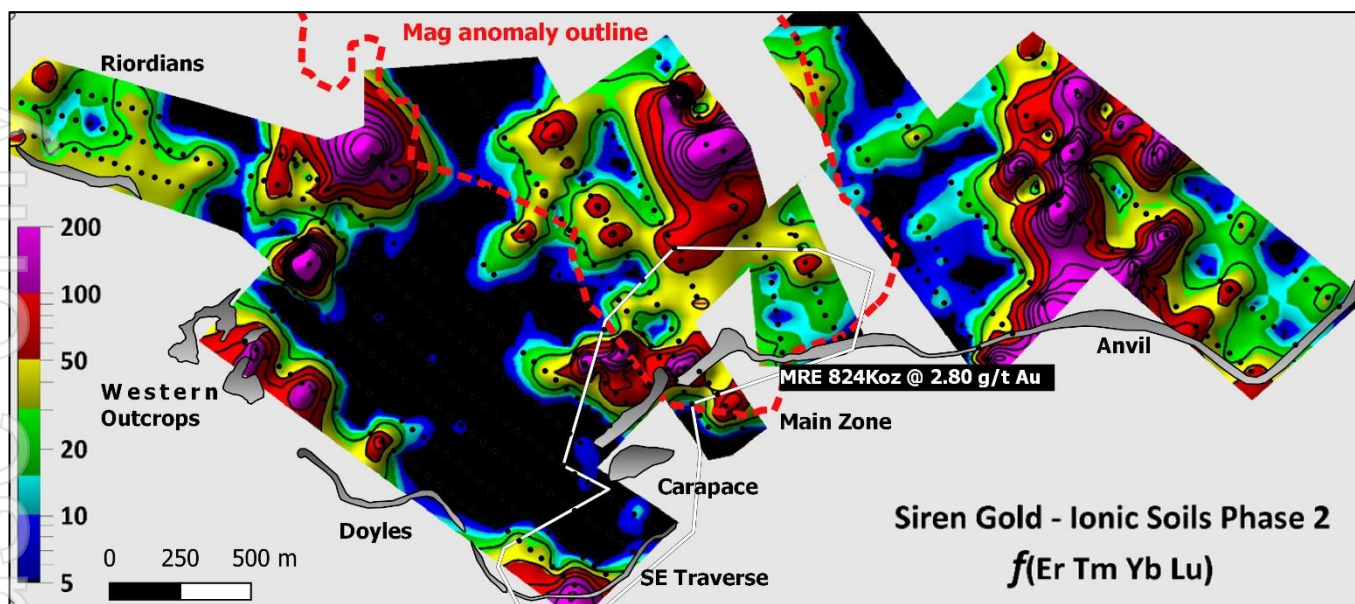 Mag anomaly outline
Riordians
200
100
50
20
10
5
Western
Outcrops
Anvil
MRE 824Koz @ 2.80 g/t Au
Main Zone
Carapace
Doyles
SE Traverse
0 250 500 m
Siren Gold - Ionic Soils Phase 2
f(Er Tm Yb Lu)